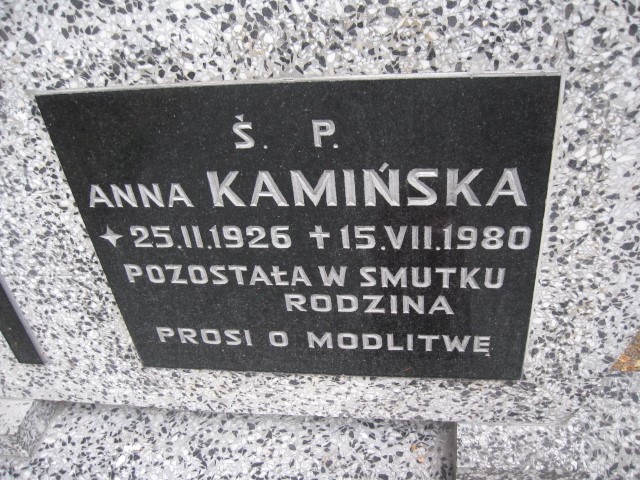 Ś. P.
ANNA KAMIŃSKA
✦ 25.II.1926 ✝ 15.VII.1980
POZOSTAŁA W SMUTKU
RODZINA
PROSI O MODLITWĘ